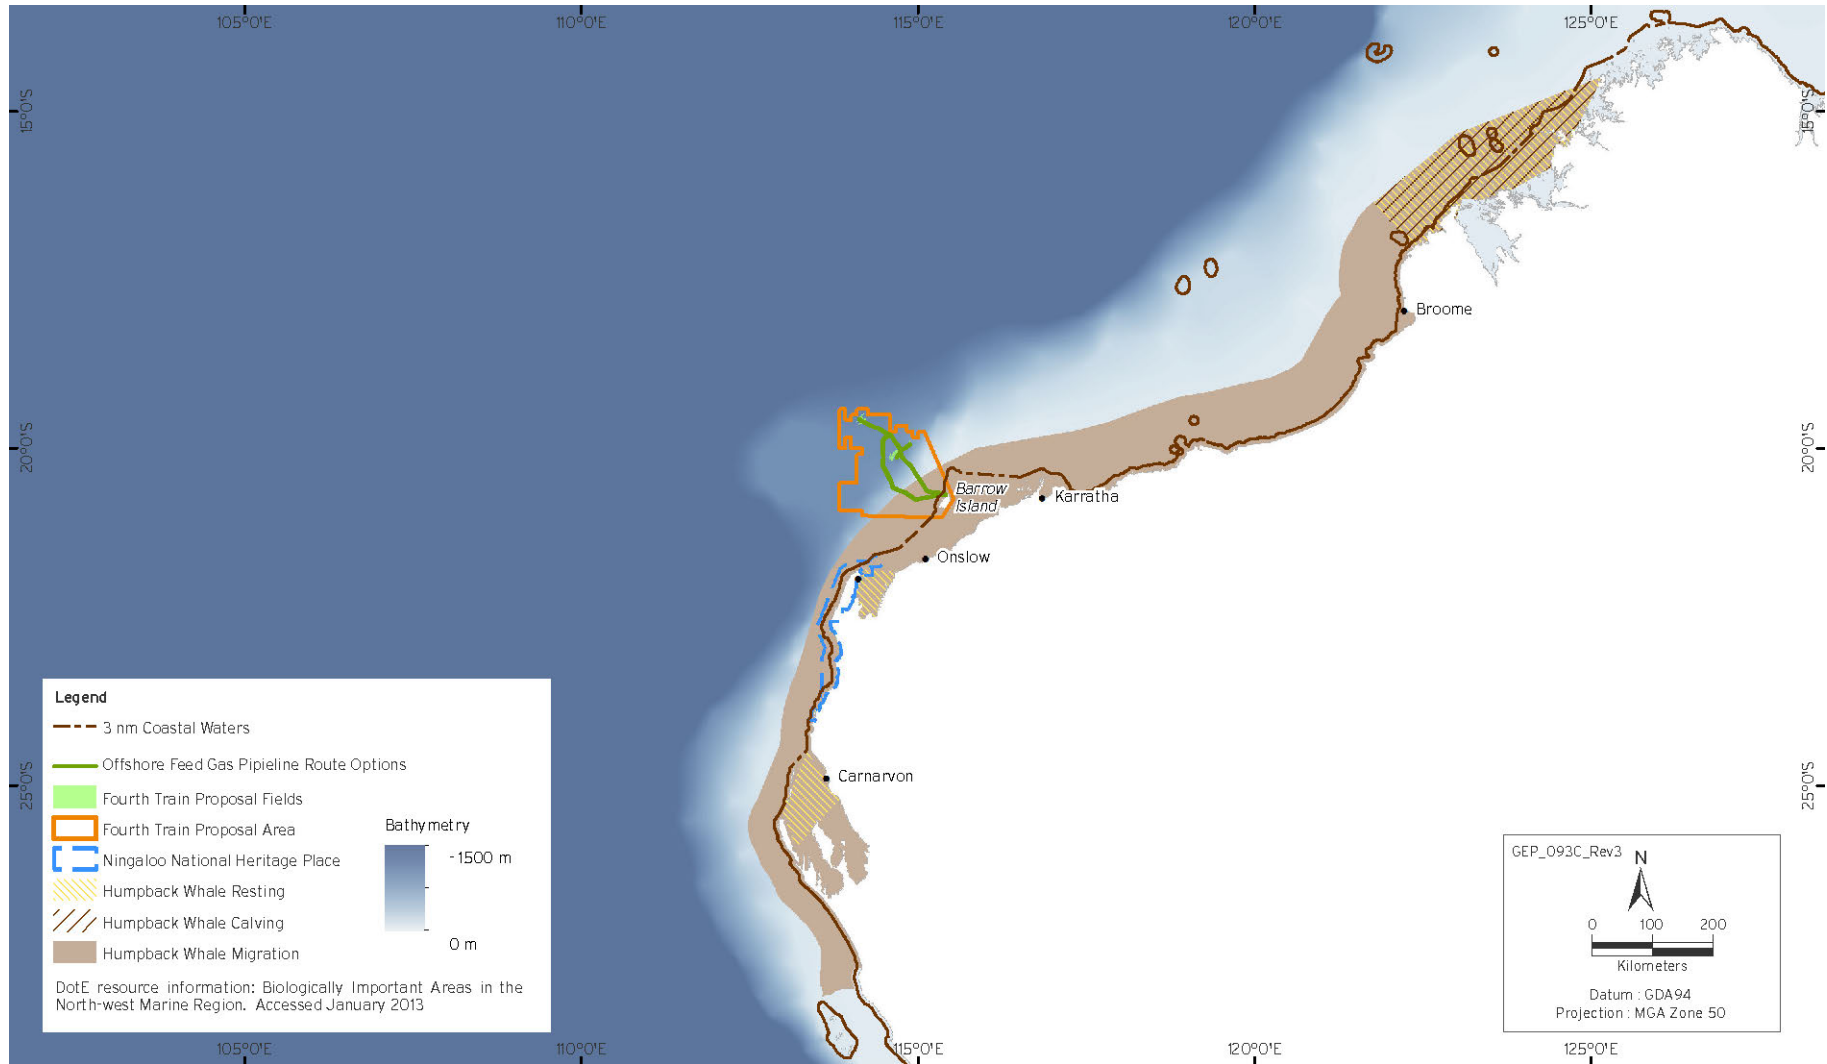 105°0'E
110°0'E
115°0'E
120°0'E
125°0'E
15°0'S
15°0'S
Broome
20°0'S
20°0'S
Barrow
Island
Karratha
Onslow
Carnarvon
25°0'S
25°0'S
Legend
3 nm Coastal Waters
Offshore Feed Gas Pipieline Route Options
Fourth Train Proposal Fields
Fourth Train Proposal Area
Ningaloo National Heritage Place
Humpback Whale Resting
Humpback Whale Calving
Humpback Whale Migration
Bathymetry
-1500 m
0 m
DotE resource information: Biologically Important Areas in the
North-west Marine Region. Accessed January 2013
GEP_093C_Rev3
N
0 100 200
Kilometers
Datum : GDA94
Projection : MGA Zone 50
105°0'E
110°0'E
115°0'E
120°0'E
125°0'E